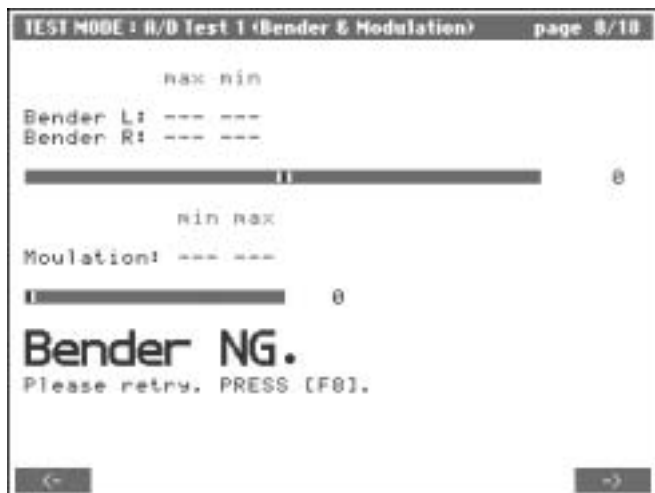 TEST MODE : A/D Test 1 (Bender & Modulation) page 8/18
max min
Bender L: --- ---
Bender R: --- ---
0
min max
Moulation: --- ---
0
Bender NG.
Please retry. PRESS [F8].
<- ->